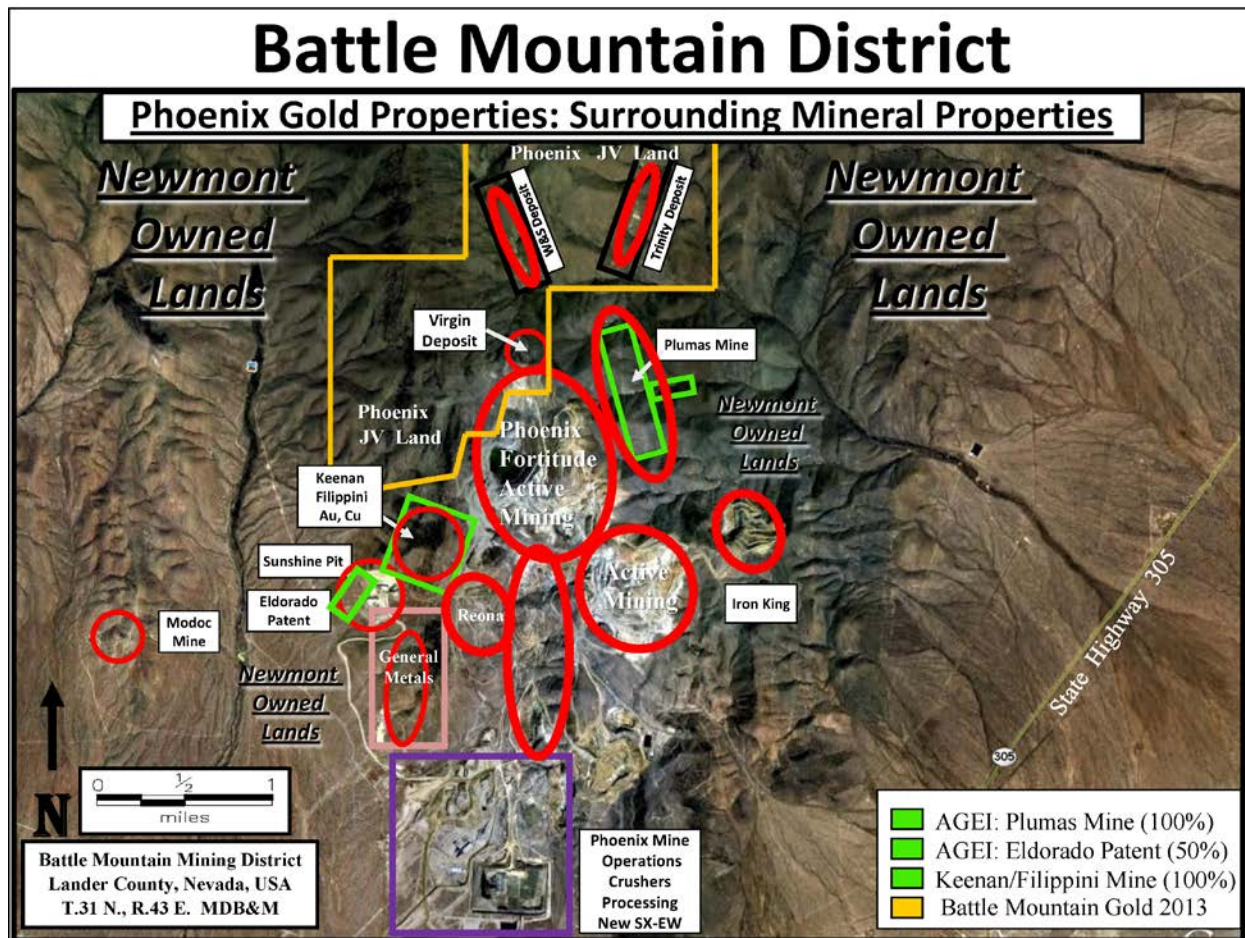 Battle Mountain District
Phoenix Gold Properties: Surrounding Mineral Properties
Newmont
Owned
Lands
Phoenix JV Land
W&S Deposit
Trinity Deposit
Newmont
Owned
Lands
Virgin
Deposit
Plumas Mine
Phoenix
JV Land
Phoenix
Fortitude
Active
Mining
Newmont
Owned
Lands
Keenan
Filippini
Au, Cu
Sunshine Pit
Eldorado
Patent
Modoc
Mine
Reona
Active
Mining
Iron King
General
Metals
Newmont
Owned
Lands
State Highway 305
305
N
0 1/2 1
miles
Battle Mountain Mining District
Lander County, Nevada, USA
T.31 N., R.43 E. MDB&M
Phoenix Mine
Operations
Crushers
Processing
New SX-EW
AGEI: Plumas Mine (100%)
AGEI: Eldorado Patent (50%)
Keenan/Filippini Mine (100%)
Battle Mountain Gold 2013